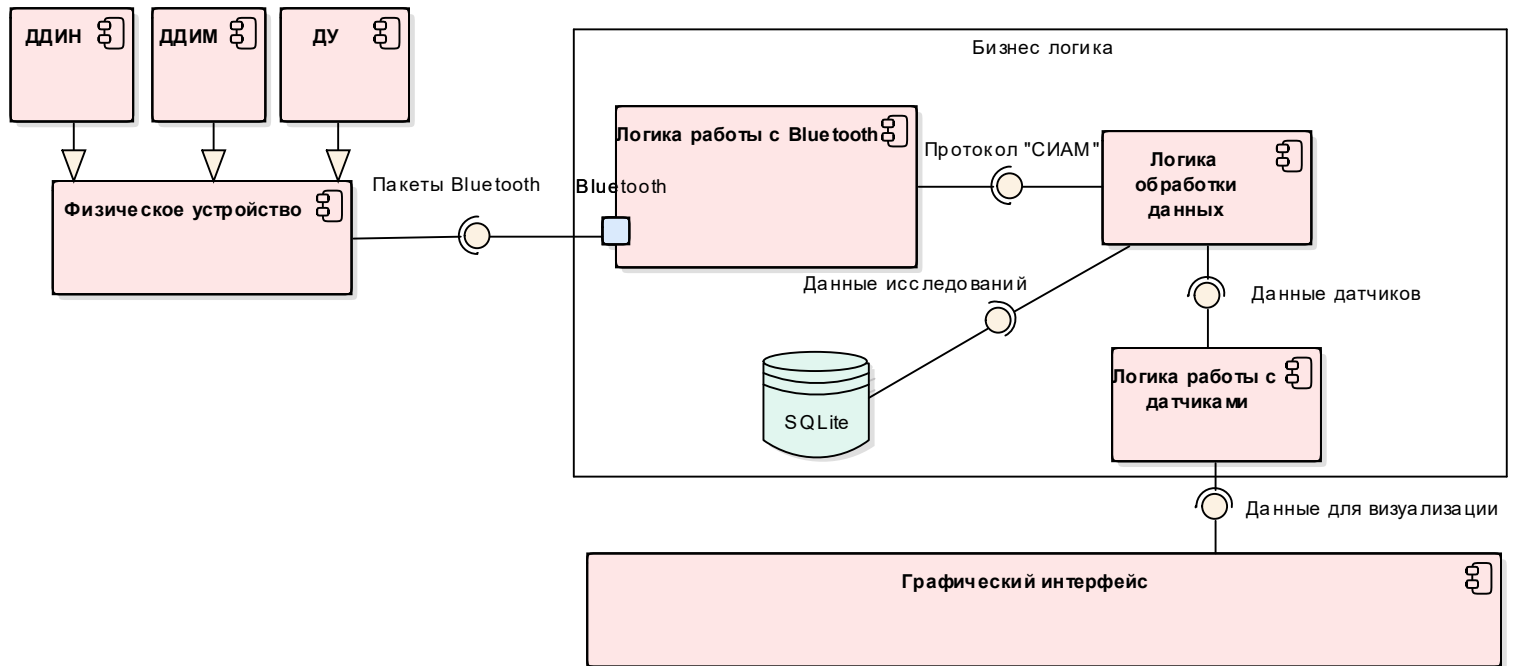 ДДИН
ДДИМ
ДУ
Физическое устройство
Пакеты Bluetooth
Бизнес логика
Логика работы с Bluetooth
Bluetooth
Протокол "СИАМ"
Логика
обработки
данных
Данные исследований
Данные датчиков
SQLite
Логика работы с
датчиками
Данные для визуализации
Графический интерфейс